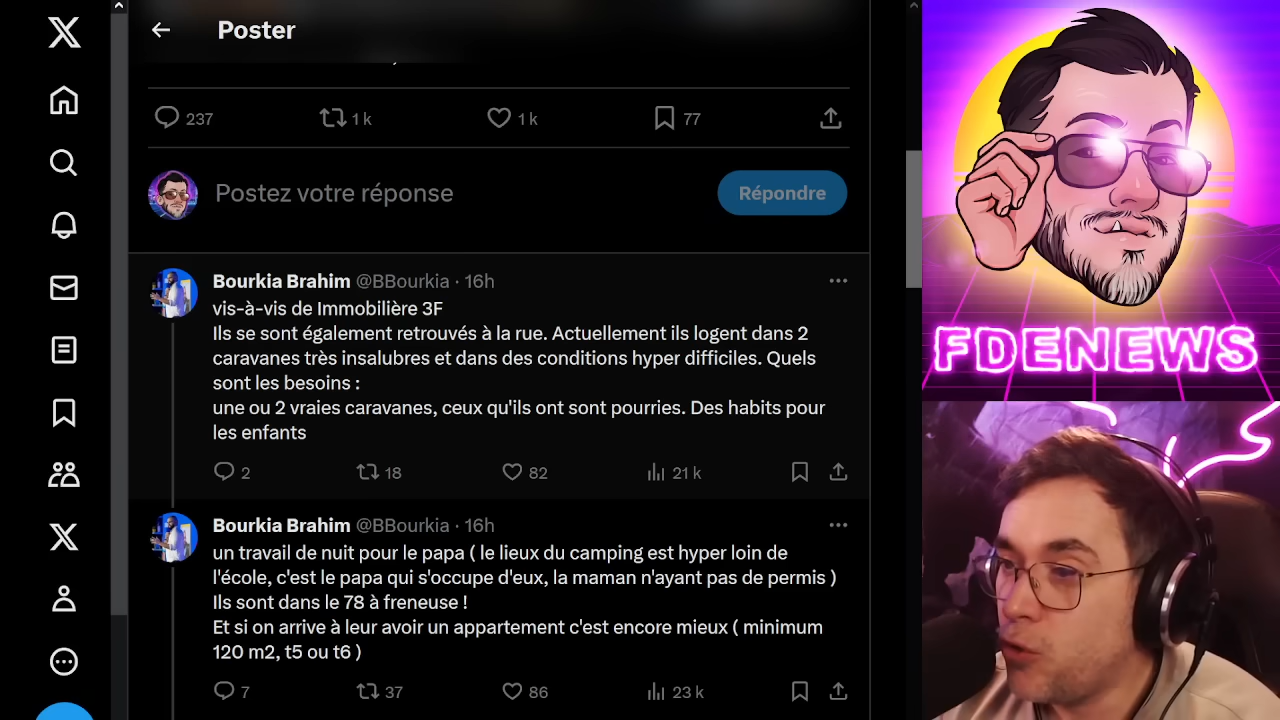 Poster
237
1 k
1 k
77
Postez votre réponse
Répondre
Bourkia Brahim @BBourkia · 16h
vis-à-vis de Immobilière 3F
Ils se sont également retrouvés à la rue. Actuellement ils logent dans 2
caravanes très insalubres et dans des conditions hyper difficiles. Quels
sont les besoins :
une ou 2 vraies caravanes, ceux qu'ils ont sont pourries. Des habits pour
les enfants
2
18
82
21 k
Bourkia Brahim @BBourkia · 16h
un travail de nuit pour le papa ( le lieux du camping est hyper loin de
l'école, c'est le papa qui s'occupe d'eux, la maman n'ayant pas de permis )
Ils sont dans le 78 à freneuse !
Et si on arrive à leur avoir un appartement c'est encore mieux ( minimum
120 m2, t5 ou t6 )
7
37
86
23 k
FDENEWS